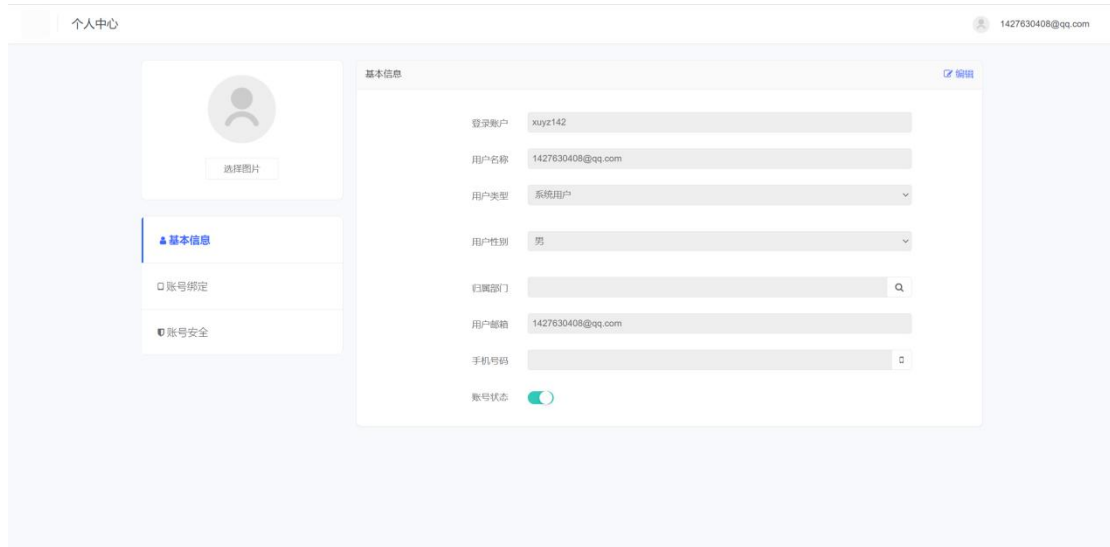 个人中心
1427630408@qq.com
选择图片
基本信息
账号绑定
账号安全
基本信息
编辑
登录账户 xuyz142
用户名称 1427630408@qq.com
用户类型 系统用户
用户性别 男
归属部门
用户邮箱 1427630408@qq.com
手机号码
账号状态